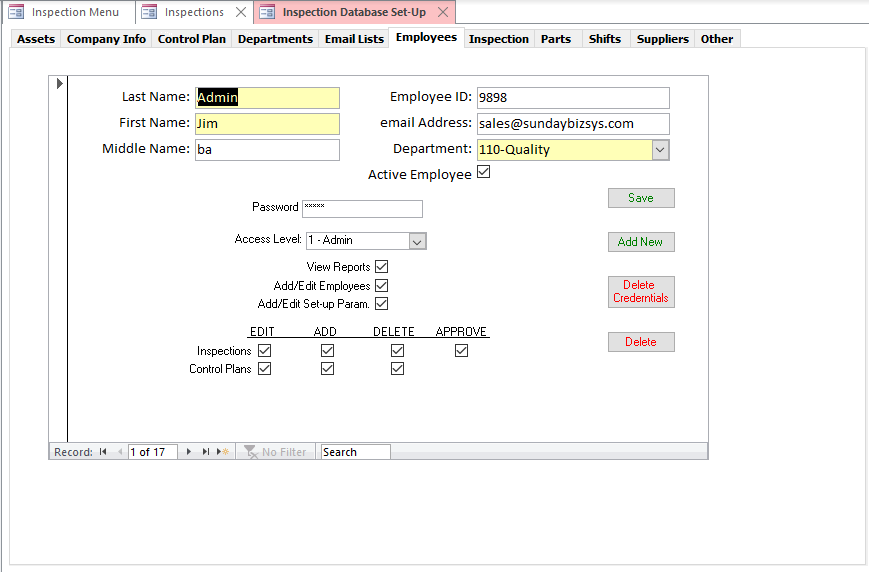 Inspection Menu Inspections Inspection Database Set-Up
Assets Company Info Control Plan Departments Email Lists Employees Inspection Parts Shifts Suppliers Other
Last Name: Admin Employee ID: 9898
First Name: Jim email Address: sales@sundaybizsys.com
Middle Name: ba Department: 110-Quality
Active Employee
Save
Password *****
Access Level: 1 - Admin
Add New
View Reports
Add/Edit Employees
Add/Edit Set-up Param.
Delete
Crederntials
EDIT ADD DELETE APPROVE
Delete
Inspections
Control Plans
Record: 1 of 17 No Filter Search